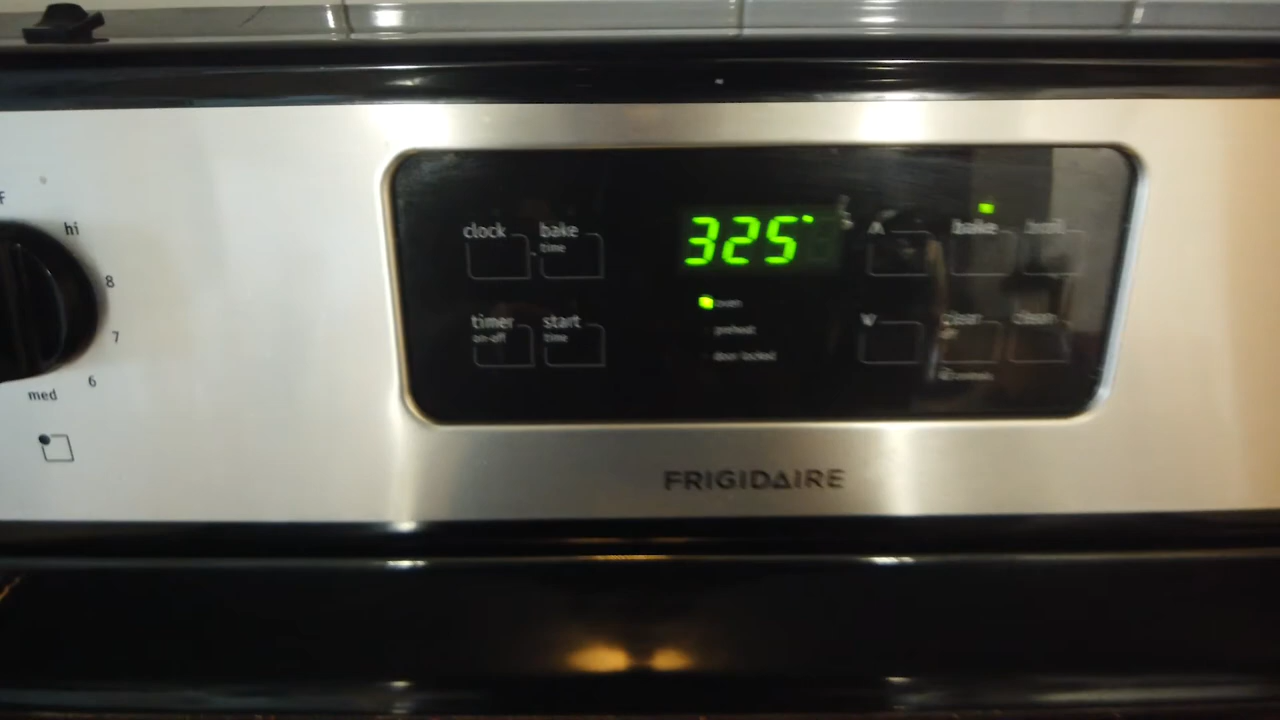 hi
8
7
6
med
clock
bake
time
timer
on-off
start
time
325°
oven
preheat
door locked
bake
broil
clear
clean
FRIGIDAIRE